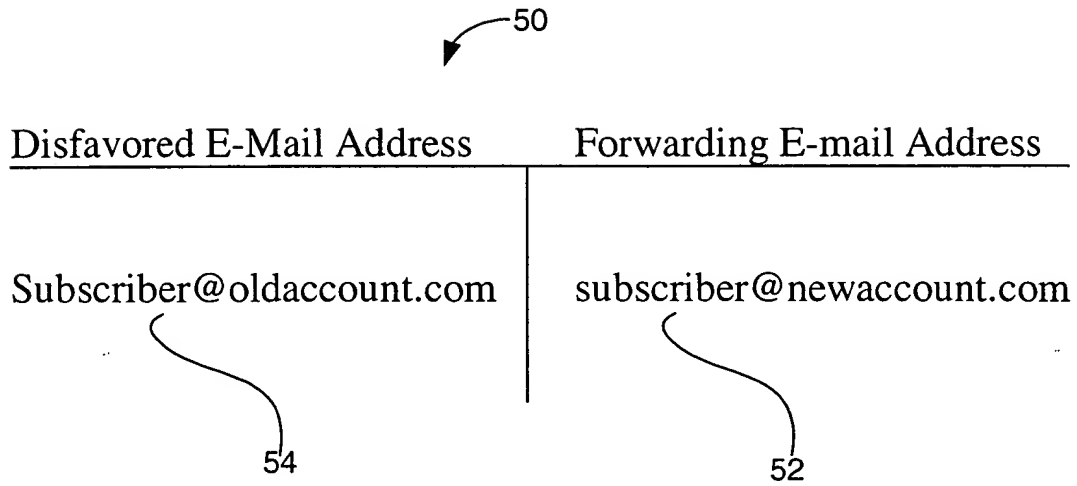 50
Disfavored E-Mail Address Forwarding E-mail Address
Subscriber@oldaccount.com subscriber@newaccount.com
54 52